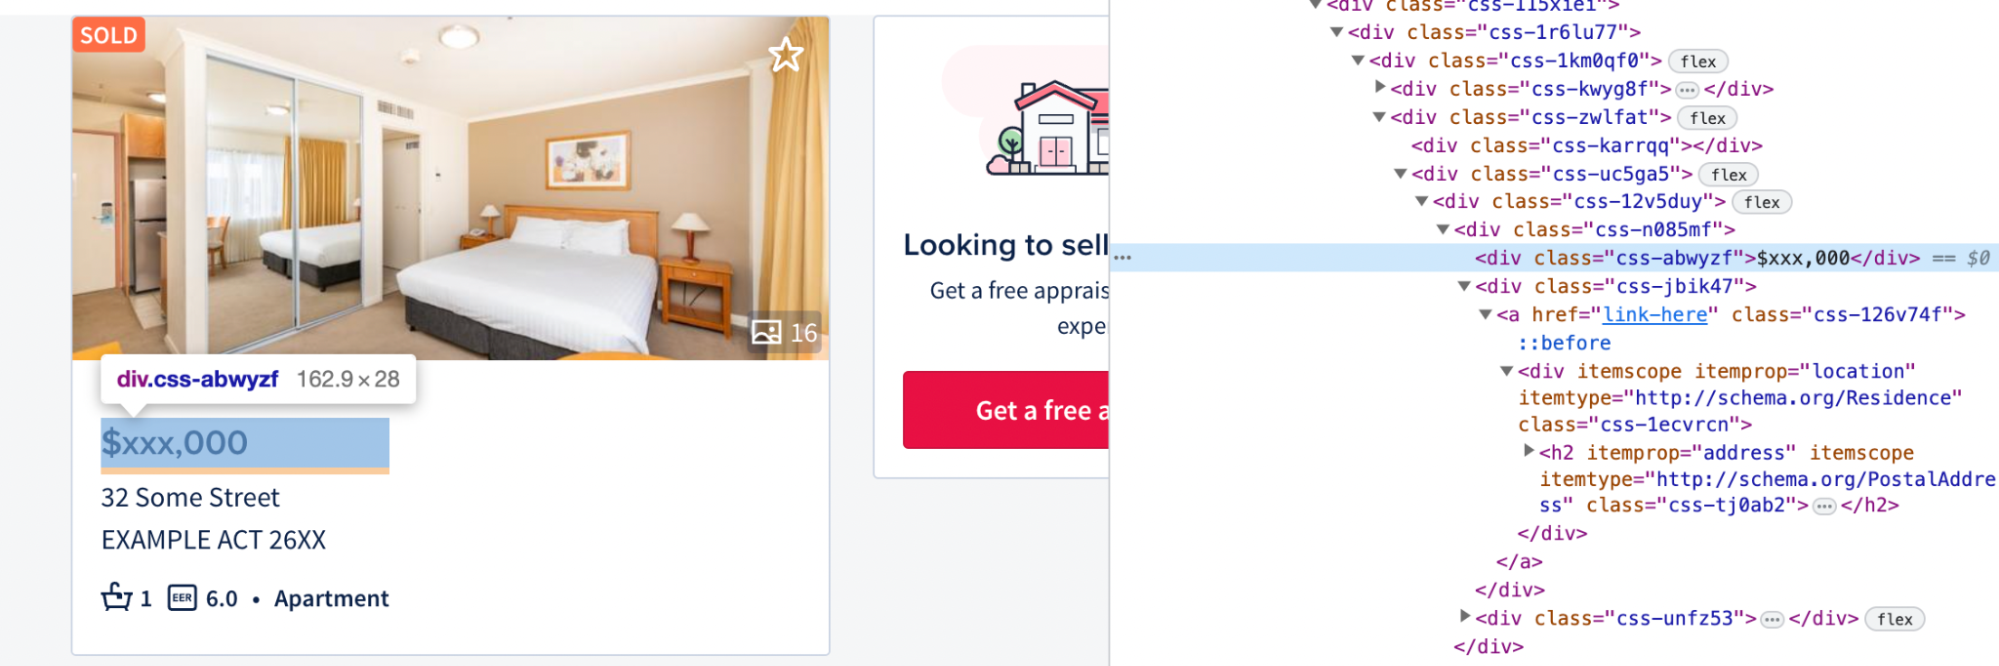 SOLD
16
div.css-abwyzf 162.9 × 28
$xxx,000
32 Some Street
EXAMPLE ACT 26XX
1 EER 6.0 • Apartment
Looking to sell
Get a free apprais
exper
Get a free a
<div class="css-1l5xiei">
<div class="css-1r6lu77">
<div class="css-1km0qf0"> flex
<div class="css-kwyg8f"> ⋯ </div>
<div class="css-zwlfat"> flex
<div class="css-karrqq"></div>
<div class="css-uc5ga5"> flex
<div class="css-12v5duy"> flex
<div class="css-n085mf">
⋯ <div class="css-abwyzf">$xxx,000</div> == $0
<div class="css-jbik47">
<a href="link-here" class="css-126v74f">
::before
<div itemscope itemprop="location"
itemtype="http://schema.org/Residence"
class="css-1ecvrcn">
<h2 itemprop="address" itemscope
itemtype="http://schema.org/PostalAddre
ss" class="css-tj0ab2"> ⋯ </h2>
</div>
</a>
</div>
<div class="css-unfz53"> ⋯ </div> flex
</div>